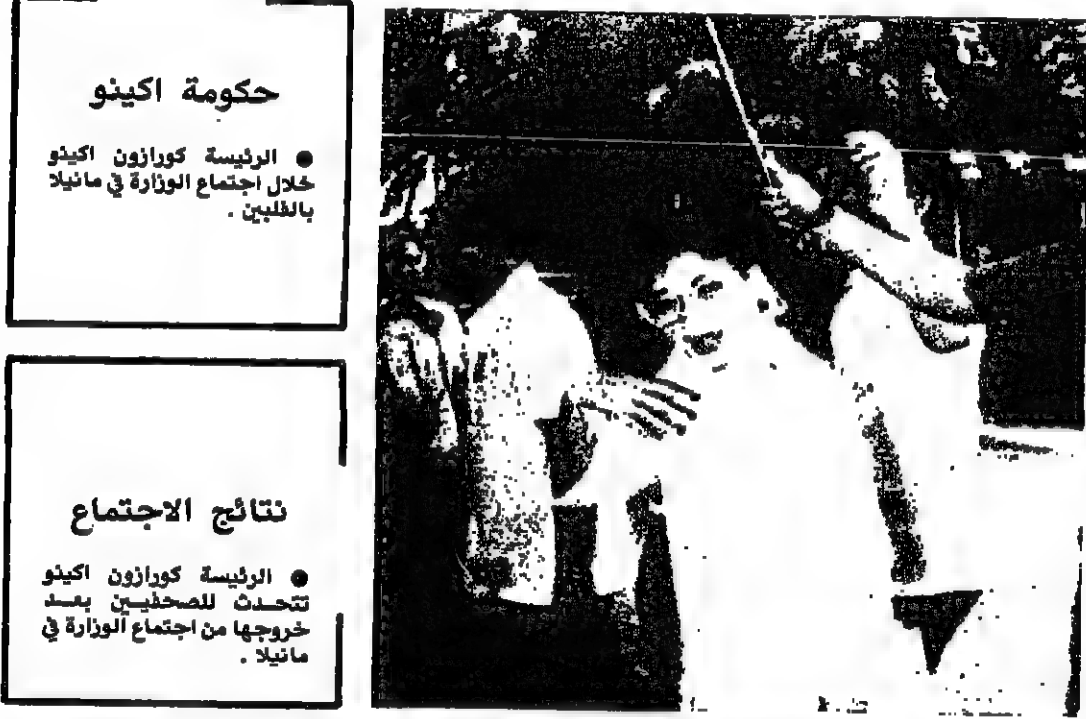 حكومة اكينو
● الرئيسة كورازون اكينو
خلال اجتماع الوزارة في مانيلا
بالفلبين .
نتائج الاجتماع
● الرئيسة كورازون اكينو
تتحدث للصحفيين بعد
خروجها من اجتماع الوزارة في
مانيلا .